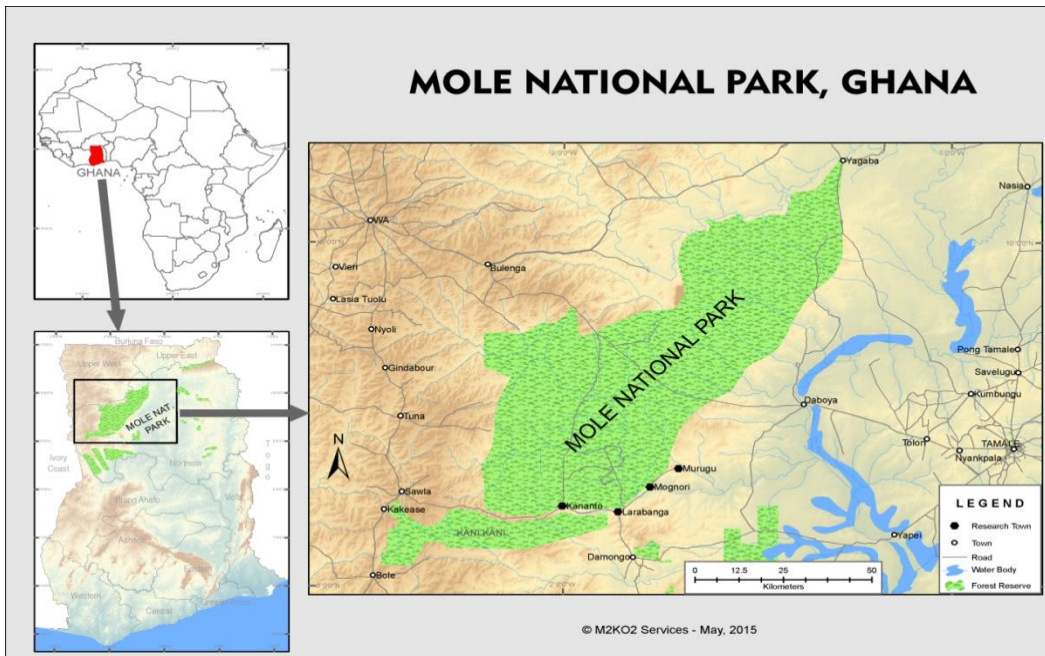 MOLE NATIONAL PARK, GHANA
GHANA
Burkina Faso
Upper West
Upper East
MOLE NAT.
PARK
Ivory
Coast
Northern
Togo
Brong Ahafo
Volta
Ashanti
Eastern
Western
Central
Greater Accra
Yagaba
Nasia
WA
10°0'0"N
Vieri
Bulenga
Lasia Tuolu
Nyoli
Pong Tamale
Savelugu
Gindabour
Kumbungu
Daboya
MOLE NATIONAL PARK
Tuna
Tolon
TAMALE
Nyankpala
N
Murugu
Mognori
Sawla
Kananto
Kakease
Larabanga
KANI KANI
Yapei
Damongo
Bole
0 12.5 25 50
Kilometers
LEGEND
Research Town
Town
Road
Water Body
Forest Reserve
© M2KO2 Services - May, 2015